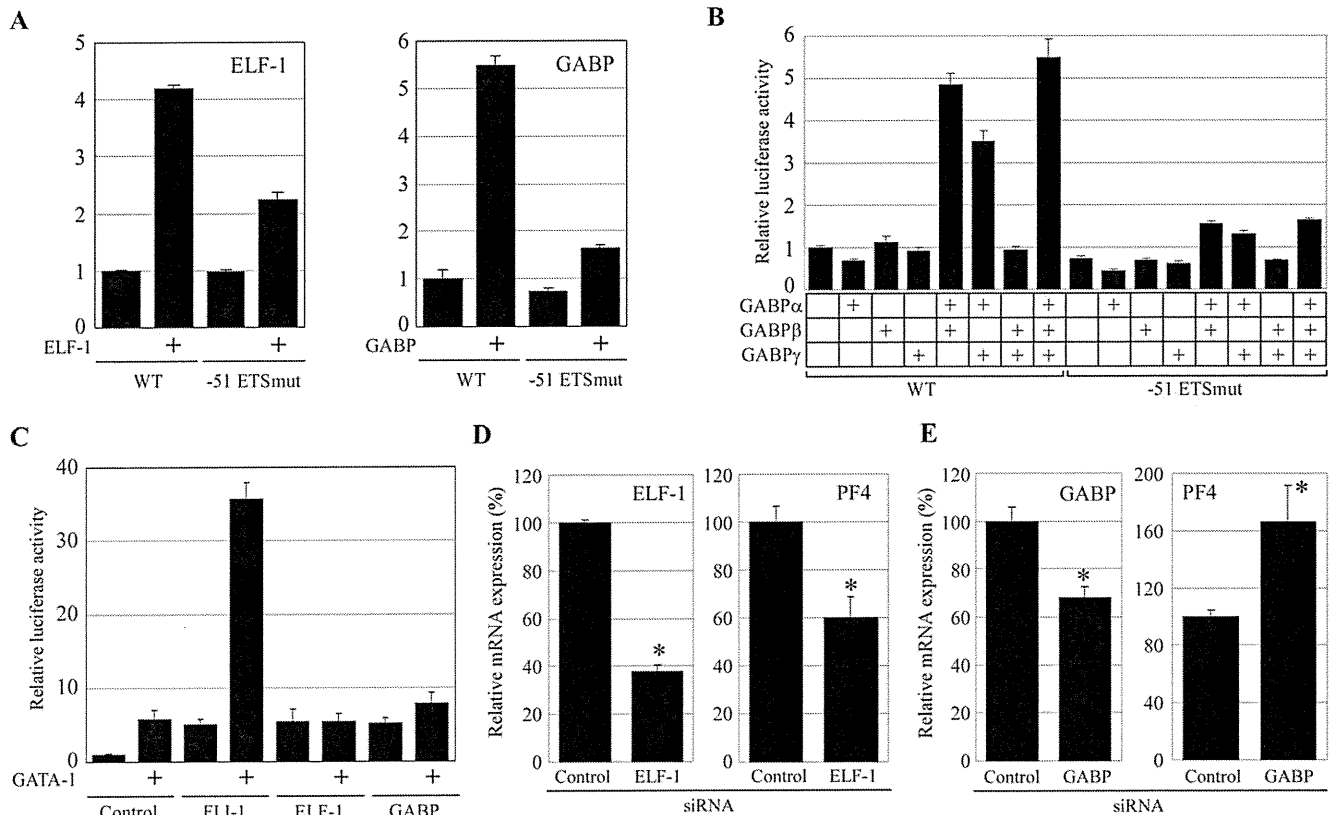 A
ELF-1
5
4
3
2
1
0
ELF-1
+
+
WT
-51 ETSmut
GABP
6
5
4
3
2
1
0
GABP
+
+
WT
-51 ETSmut
B
Relative luciferase activity
6
5
4
3
2
1
0
GABPα + + + + + + + +
GABPβ + + + + + + + +
GABPγ + + + + + + + +
WT
-51 ETSmut
C
Relative luciferase activity
40
30
20
10
0
GATA-1
+ + + +
Control FLI-1 ELF-1 GABP
D
Relative mRNA expression (%)
120
100
80
60
40
20
0
ELF-1
*
Control ELF-1
120
100
80
60
40
20
0
PF4
*
Control ELF-1
siRNA
E
Relative mRNA expression (%)
120
100
80
60
40
20
0
GABP
*
Control GABP
200
160
120
80
40
0
PF4
*
Control GABP
siRNA